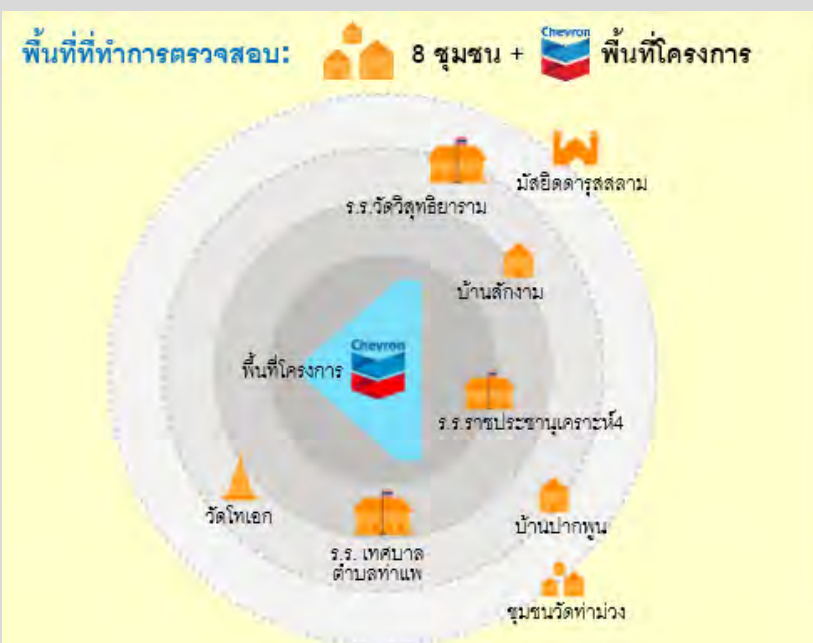 พื้นที่ที่ทำการตรวจสอบ: 8 ชุมชน + Chevron พื้นที่โครงการ
มัสยิดดารุสสลาม
ร.ร.วัดวิสุทธิยาราม
บ้านสักงาม
Chevron
พื้นที่โครงการ
ร.ร.ราชประชานุเคราะห์4
วัดโทเอก
บ้านปากพูน
ร.ร. เทศบาล
ตำบลท่าแพ
ชุมชนวัดท่าม่วง